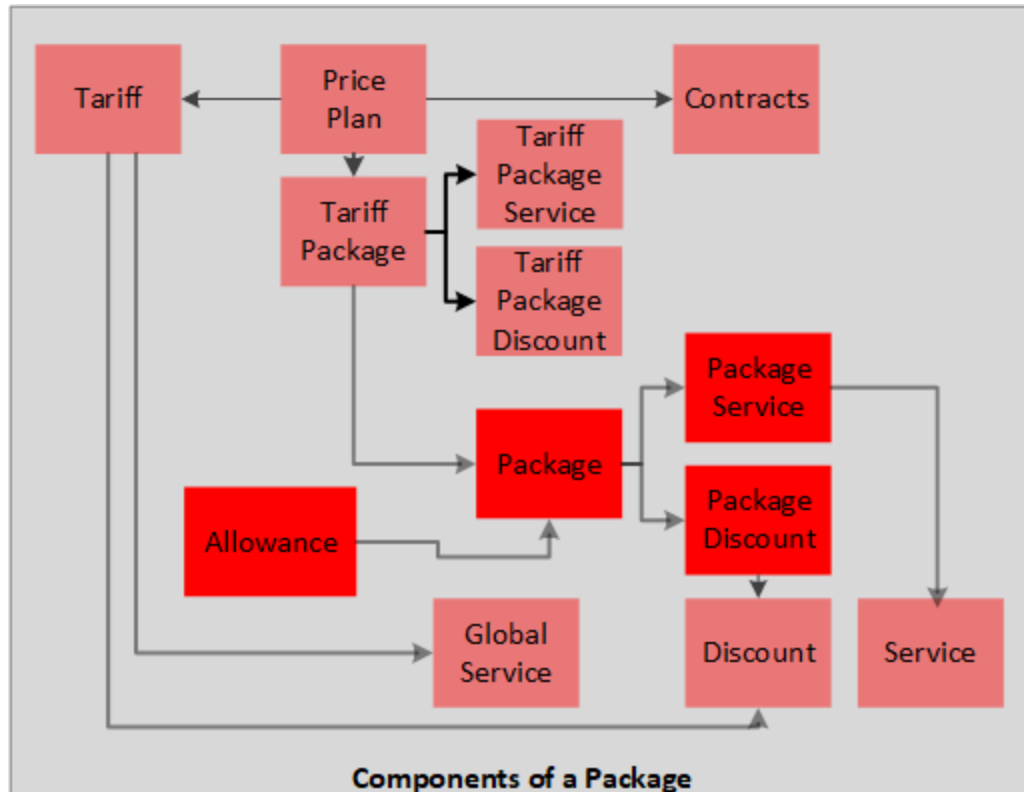 Tariff
Price
Plan
Contracts
Tariff
Package
Service
Tariff
Package
Tariff
Package
Discount
Package
Service
Package
Package
Discount
Allowance
Global
Service
Discount
Service
Components of a Package